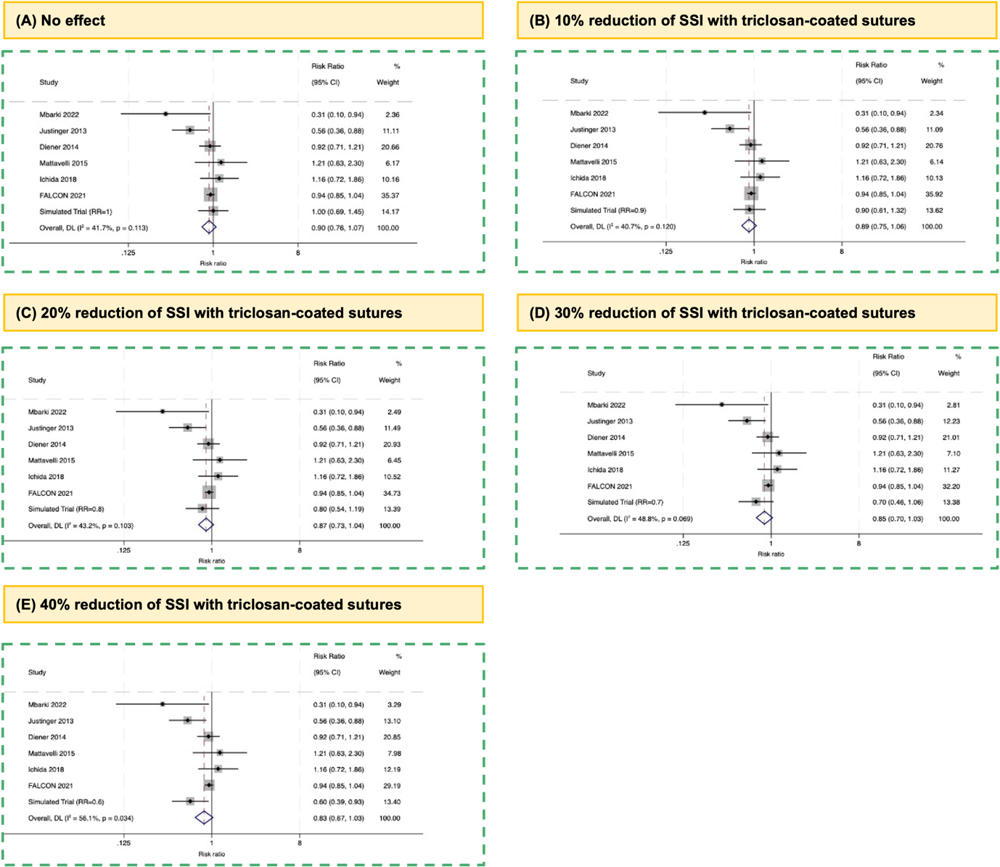 (A) No effect
Risk Ratio %
Study (95% CI) Weight
Mbarki 2022 0.31 (0.10, 0.94) 2.36
Justinger 2013 0.56 (0.36, 0.88) 11.11
Diener 2014 0.92 (0.71, 1.21) 20.66
Mattavelli 2015 1.21 (0.63, 2.30) 6.17
Ichida 2018 1.16 (0.72, 1.86) 10.16
FALCON 2021 0.94 (0.85, 1.04) 35.37
Simulated Trial (RR=1) 1.00 (0.69, 1.45) 14.17
Overall, DL (I² = 41.7%, p = 0.113) 0.90 (0.76, 1.07) 100.00
.125 1 8
Risk ratio
(B) 10% reduction of SSI with triclosan-coated sutures
Risk Ratio %
Study (95% CI) Weight
Mbarki 2022 0.31 (0.10, 0.94) 2.34
Justinger 2013 0.56 (0.36, 0.88) 11.09
Diener 2014 0.92 (0.71, 1.21) 20.76
Mattavelli 2015 1.21 (0.63, 2.30) 6.14
Ichida 2018 1.16 (0.72, 1.86) 10.13
FALCON 2021 0.94 (0.85, 1.04) 35.92
Simulated Trial (RR=0.9) 0.90 (0.61, 1.32) 13.62
Overall, DL (I² = 40.7%, p = 0.120) 0.89 (0.75, 1.06) 100.00
.125 1 8
Risk ratio
(C) 20% reduction of SSI with triclosan-coated sutures
Risk Ratio %
Study (95% CI) Weight
Mbarki 2022 0.31 (0.10, 0.94) 2.49
Justinger 2013 0.56 (0.36, 0.88) 11.49
Diener 2014 0.92 (0.71, 1.21) 20.93
Mattavelli 2015 1.21 (0.63, 2.30) 6.45
Ichida 2018 1.16 (0.72, 1.86) 10.52
FALCON 2021 0.94 (0.85, 1.04) 34.73
Simulated Trial (RR=0.8) 0.80 (0.54, 1.19) 13.39
Overall, DL (I² = 43.2%, p = 0.103) 0.87 (0.73, 1.04) 100.00
.125 1 8
Risk ratio
(D) 30% reduction of SSI with triclosan-coated sutures
Risk Ratio %
Study (95% CI) Weight
Mbarki 2022 0.31 (0.10, 0.94) 2.81
Justinger 2013 0.56 (0.36, 0.88) 12.23
Diener 2014 0.92 (0.71, 1.21) 21.01
Mattavelli 2015 1.21 (0.63, 2.30) 7.10
Ichida 2018 1.16 (0.72, 1.86) 11.27
FALCON 2021 0.94 (0.85, 1.04) 32.20
Simulated Trial (RR=0.7) 0.70 (0.46, 1.06) 13.38
Overall, DL (I² = 48.8%, p = 0.069) 0.85 (0.70, 1.03) 100.00
.125 1 8
Risk ratio
(E) 40% reduction of SSI with triclosan-coated sutures
Risk Ratio %
Study (95% CI) Weight
Mbarki 2022 0.31 (0.10, 0.94) 3.29
Justinger 2013 0.56 (0.36, 0.88) 13.10
Diener 2014 0.92 (0.71, 1.21) 20.85
Mattavelli 2015 1.21 (0.63, 2.30) 7.98
Ichida 2018 1.16 (0.72, 1.86) 12.19
FALCON 2021 0.94 (0.85, 1.04) 29.19
Simulated Trial (RR=0.6) 0.60 (0.39, 0.93) 13.40
Overall, DL (I² = 56.1%, p = 0.034) 0.83 (0.67, 1.03) 100.00
.125 1 8
Risk ratio